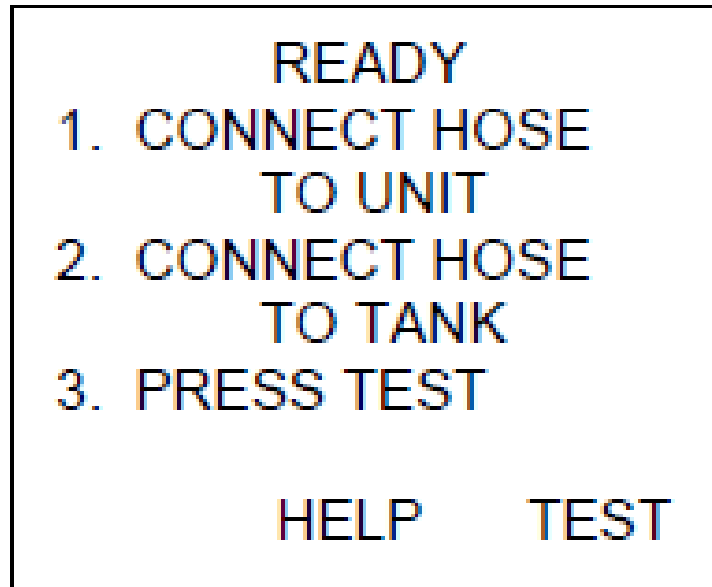 READY
1. CONNECT HOSE
TO UNIT
2. CONNECT HOSE
TO TANK
3. PRESS TEST
HELP TEST